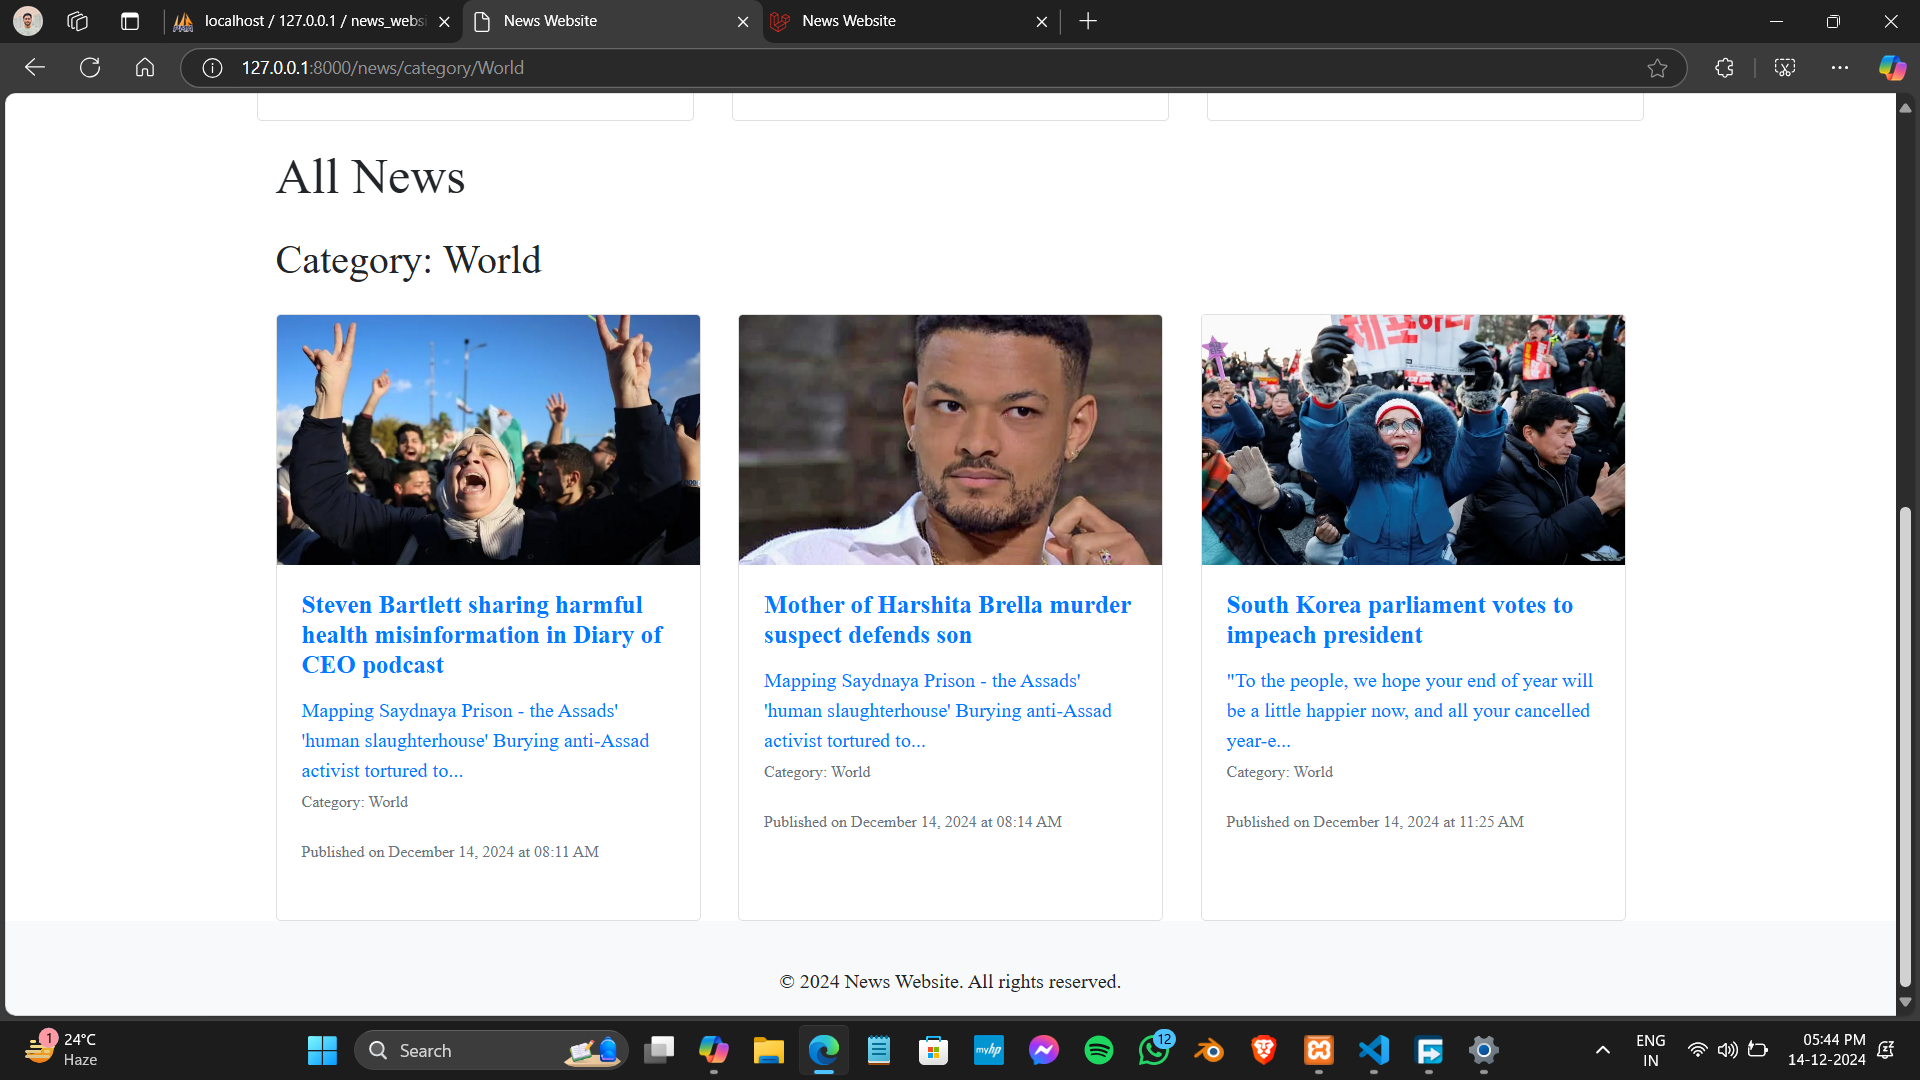 localhost / 127.0.0.1 / news_websi
News Website
News Website
127.0.0.1:8000/news/category/World
All News
Category: World
체포하라
Steven Bartlett sharing harmful
health misinformation in Diary of
CEO podcast
Mapping Saydnaya Prison - the Assads'
'human slaughterhouse' Burying anti-Assad
activist tortured to...
Category: World
Published on December 14, 2024 at 08:11 AM
Mother of Harshita Brella murder
suspect defends son
Mapping Saydnaya Prison - the Assads'
'human slaughterhouse' Burying anti-Assad
activist tortured to...
Category: World
Published on December 14, 2024 at 08:14 AM
South Korea parliament votes to
impeach president
"To the people, we hope your end of year will
be a little happier now, and all your cancelled
year-e...
Category: World
Published on December 14, 2024 at 11:25 AM
© 2024 News Website. All rights reserved.
1
24°C
Haze
Search
myhp
12
ENG
IN
05:44 PM
14-12-2024